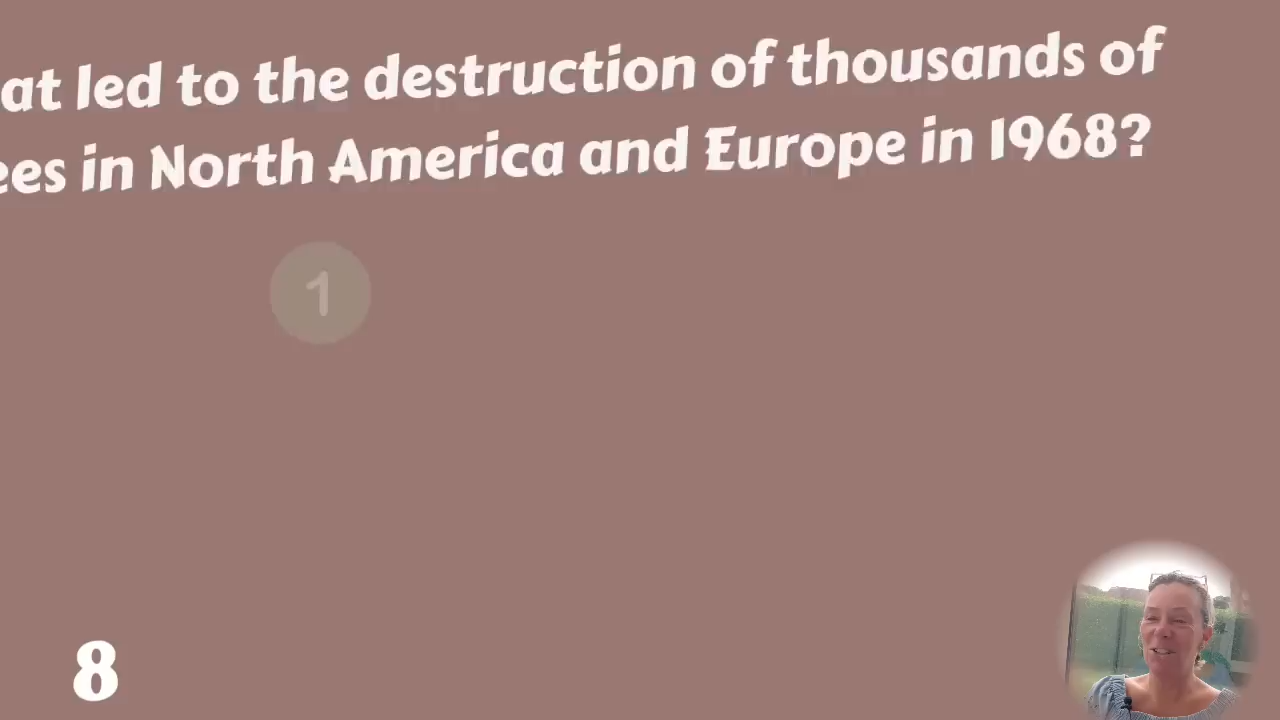 at led to the destruction of thousands of
ees in North America and Europe in 1968?
1
8